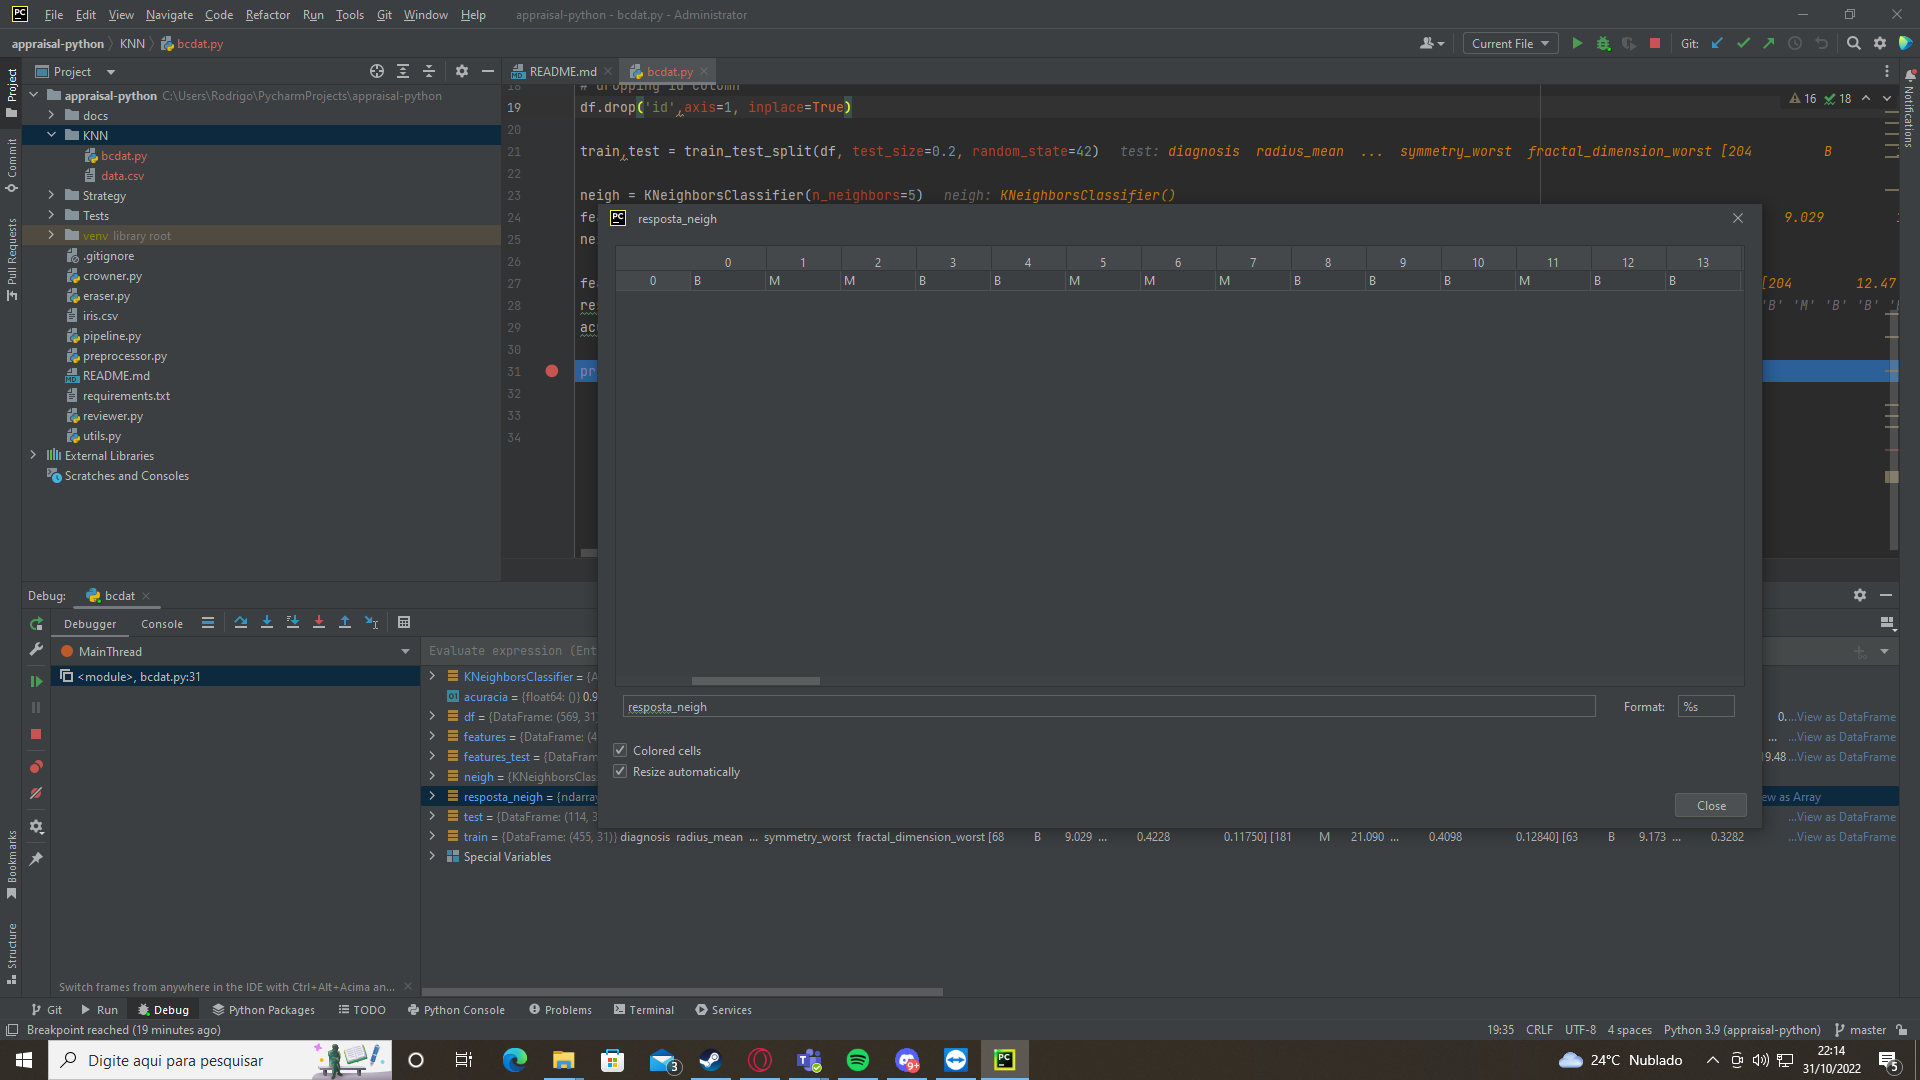 PC File Edit View Navigate Code Refactor Run Tools Git Window Help appraisal-python - bcdat.py - Administrator
appraisal-python KNN bcdat.py Current File Git:
Project
README.md bcdat.py
appraisal-python C:\Users\Rodrigo\PycharmProjects\appraisal-python
docs
KNN
bcdat.py
data.csv
Strategy
Tests
venv library root
.gitignore
crowner.py
eraser.py
iris.csv
pipeline.py
preprocessor.py
README.md
requirements.txt
reviewer.py
utils.py
External Libraries
Scratches and Consoles
Project
Commit
Pull Requests
Bookmarks
Structure
Notifications
16 18
18 # dropping id column
19 df.drop('id',axis=1, inplace=True)
20
21 train,test = train_test_split(df, test_size=0.2, random_state=42) test: diagnosis radius_mean ... symmetry_worst fractal_dimension_worst [204 B
22
23 neigh = KNeighborsClassifier(n_neighbors=5) neigh: KNeighborsClassifier()
24 fe 9.029
25 ne
26
27 fe [204 12.47
28 re 'B' 'M' 'B' 'B'
29 ac
30
31 pr
32
33
34
PC resposta_neigh
0 1 2 3 4 5 6 7 8 9 10 11 12 13
0 B M M B B M M M B B B M B B
resposta_neigh Format: %s
Colored cells
Resize automatically
Close
Debug: bcdat
Debugger Console
MainThread
<module>, bcdat.py:31
Evaluate expression (Ent
KNeighborsClassifier = {A
acuracia = {float64: ()} 0.9
df = {DataFrame: (569, 31) 0....View as DataFrame
features = {DataFrame: (4 ... ...View as DataFrame
features_test = {DataFram 19.48...View as DataFrame
neigh = {KNeighborsClas
resposta_neigh = {ndarray ew as Array
test = {DataFrame: (114, 3 ...View as DataFrame
train = {DataFrame: (455, 31)} diagnosis radius_mean ... symmetry_worst fractal_dimension_worst [68 B 9.029 ... 0.4228 0.11750] [181 M 21.090 ... 0.4098 0.12840] [63 B 9.173 ... 0.3282 ...View as DataFrame
Special Variables
Switch frames from anywhere in the IDE with Ctrl+Alt+Acima an...
Git Run Debug Python Packages TODO Python Console Problems Terminal Services
Breakpoint reached (19 minutes ago) 19:35 CRLF UTF-8 4 spaces Python 3.9 (appraisal-python) master
Digite aqui para pesquisar 3 9+ PC 24°C Nublado 22:14
31/10/2022 5